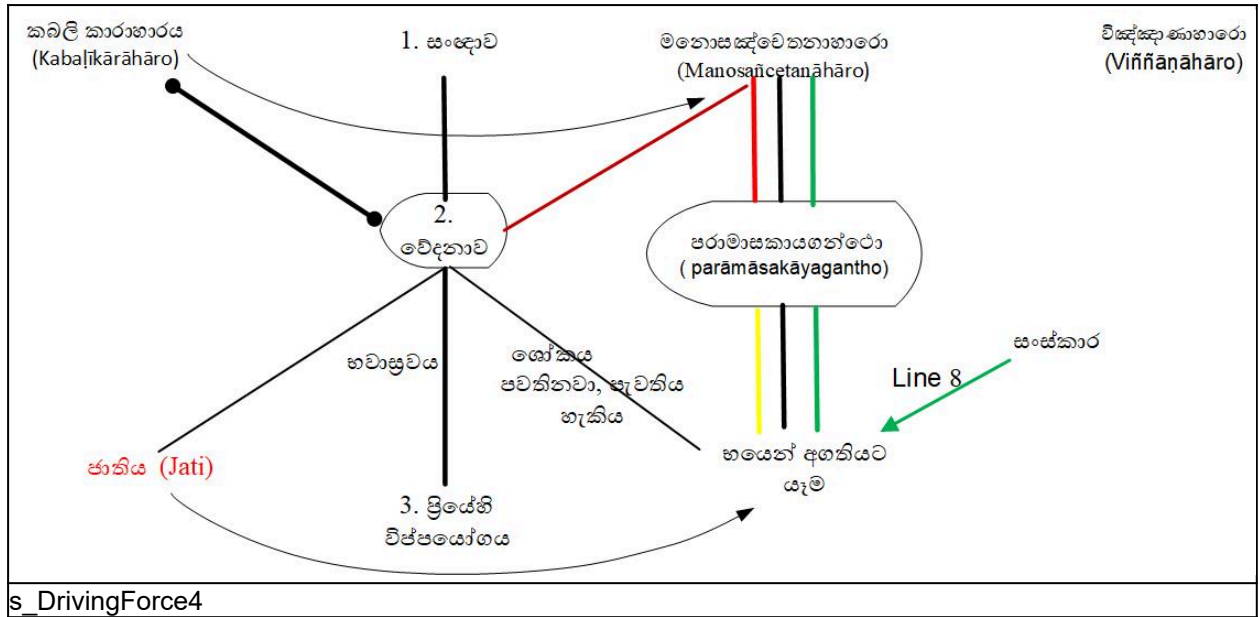 කබලි කාරාහාරය
(Kabaḷīkārāhāro)
1. සංඥාව
මනොසඤ්චෙතනාහාරො
(Manosañcetanāhāro)
විඤ්ඤාණාහාරො
(Viññāṇāhāro)
2.
වේදනාව
පරාමාසකායගන්ථො
( parāmāsakāyagantho)
භවාස්‍රවය
ශෝකය
පවතිනවා, පැවතිය
හැකිය
සංස්කාර
Line 8
ජාතිය (Jati)
3. ප්‍රියේහි
විප්පයෝගය
භයෙන් අගතියට
යෑම
s_DrivingForce4